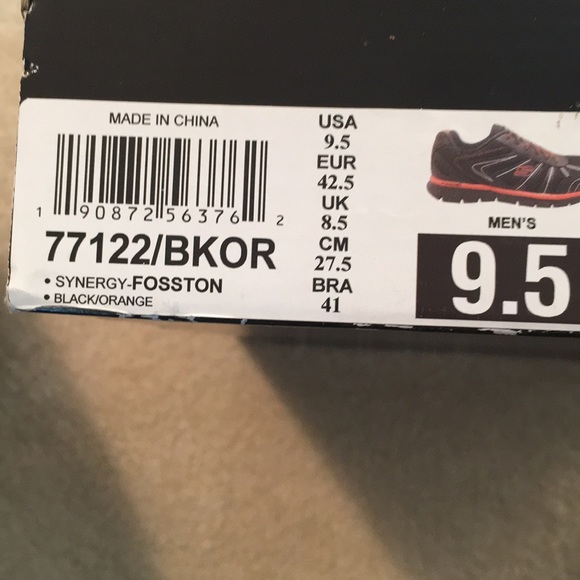 MADE IN CHINA
1 90872 56376 2
77122/BKOR
• SYNERGY-FOSSTON
• BLACK/ORANGE
USA
9.5
EUR
42.5
UK
8.5
CM
27.5
BRA
41
MEN'S
9.5